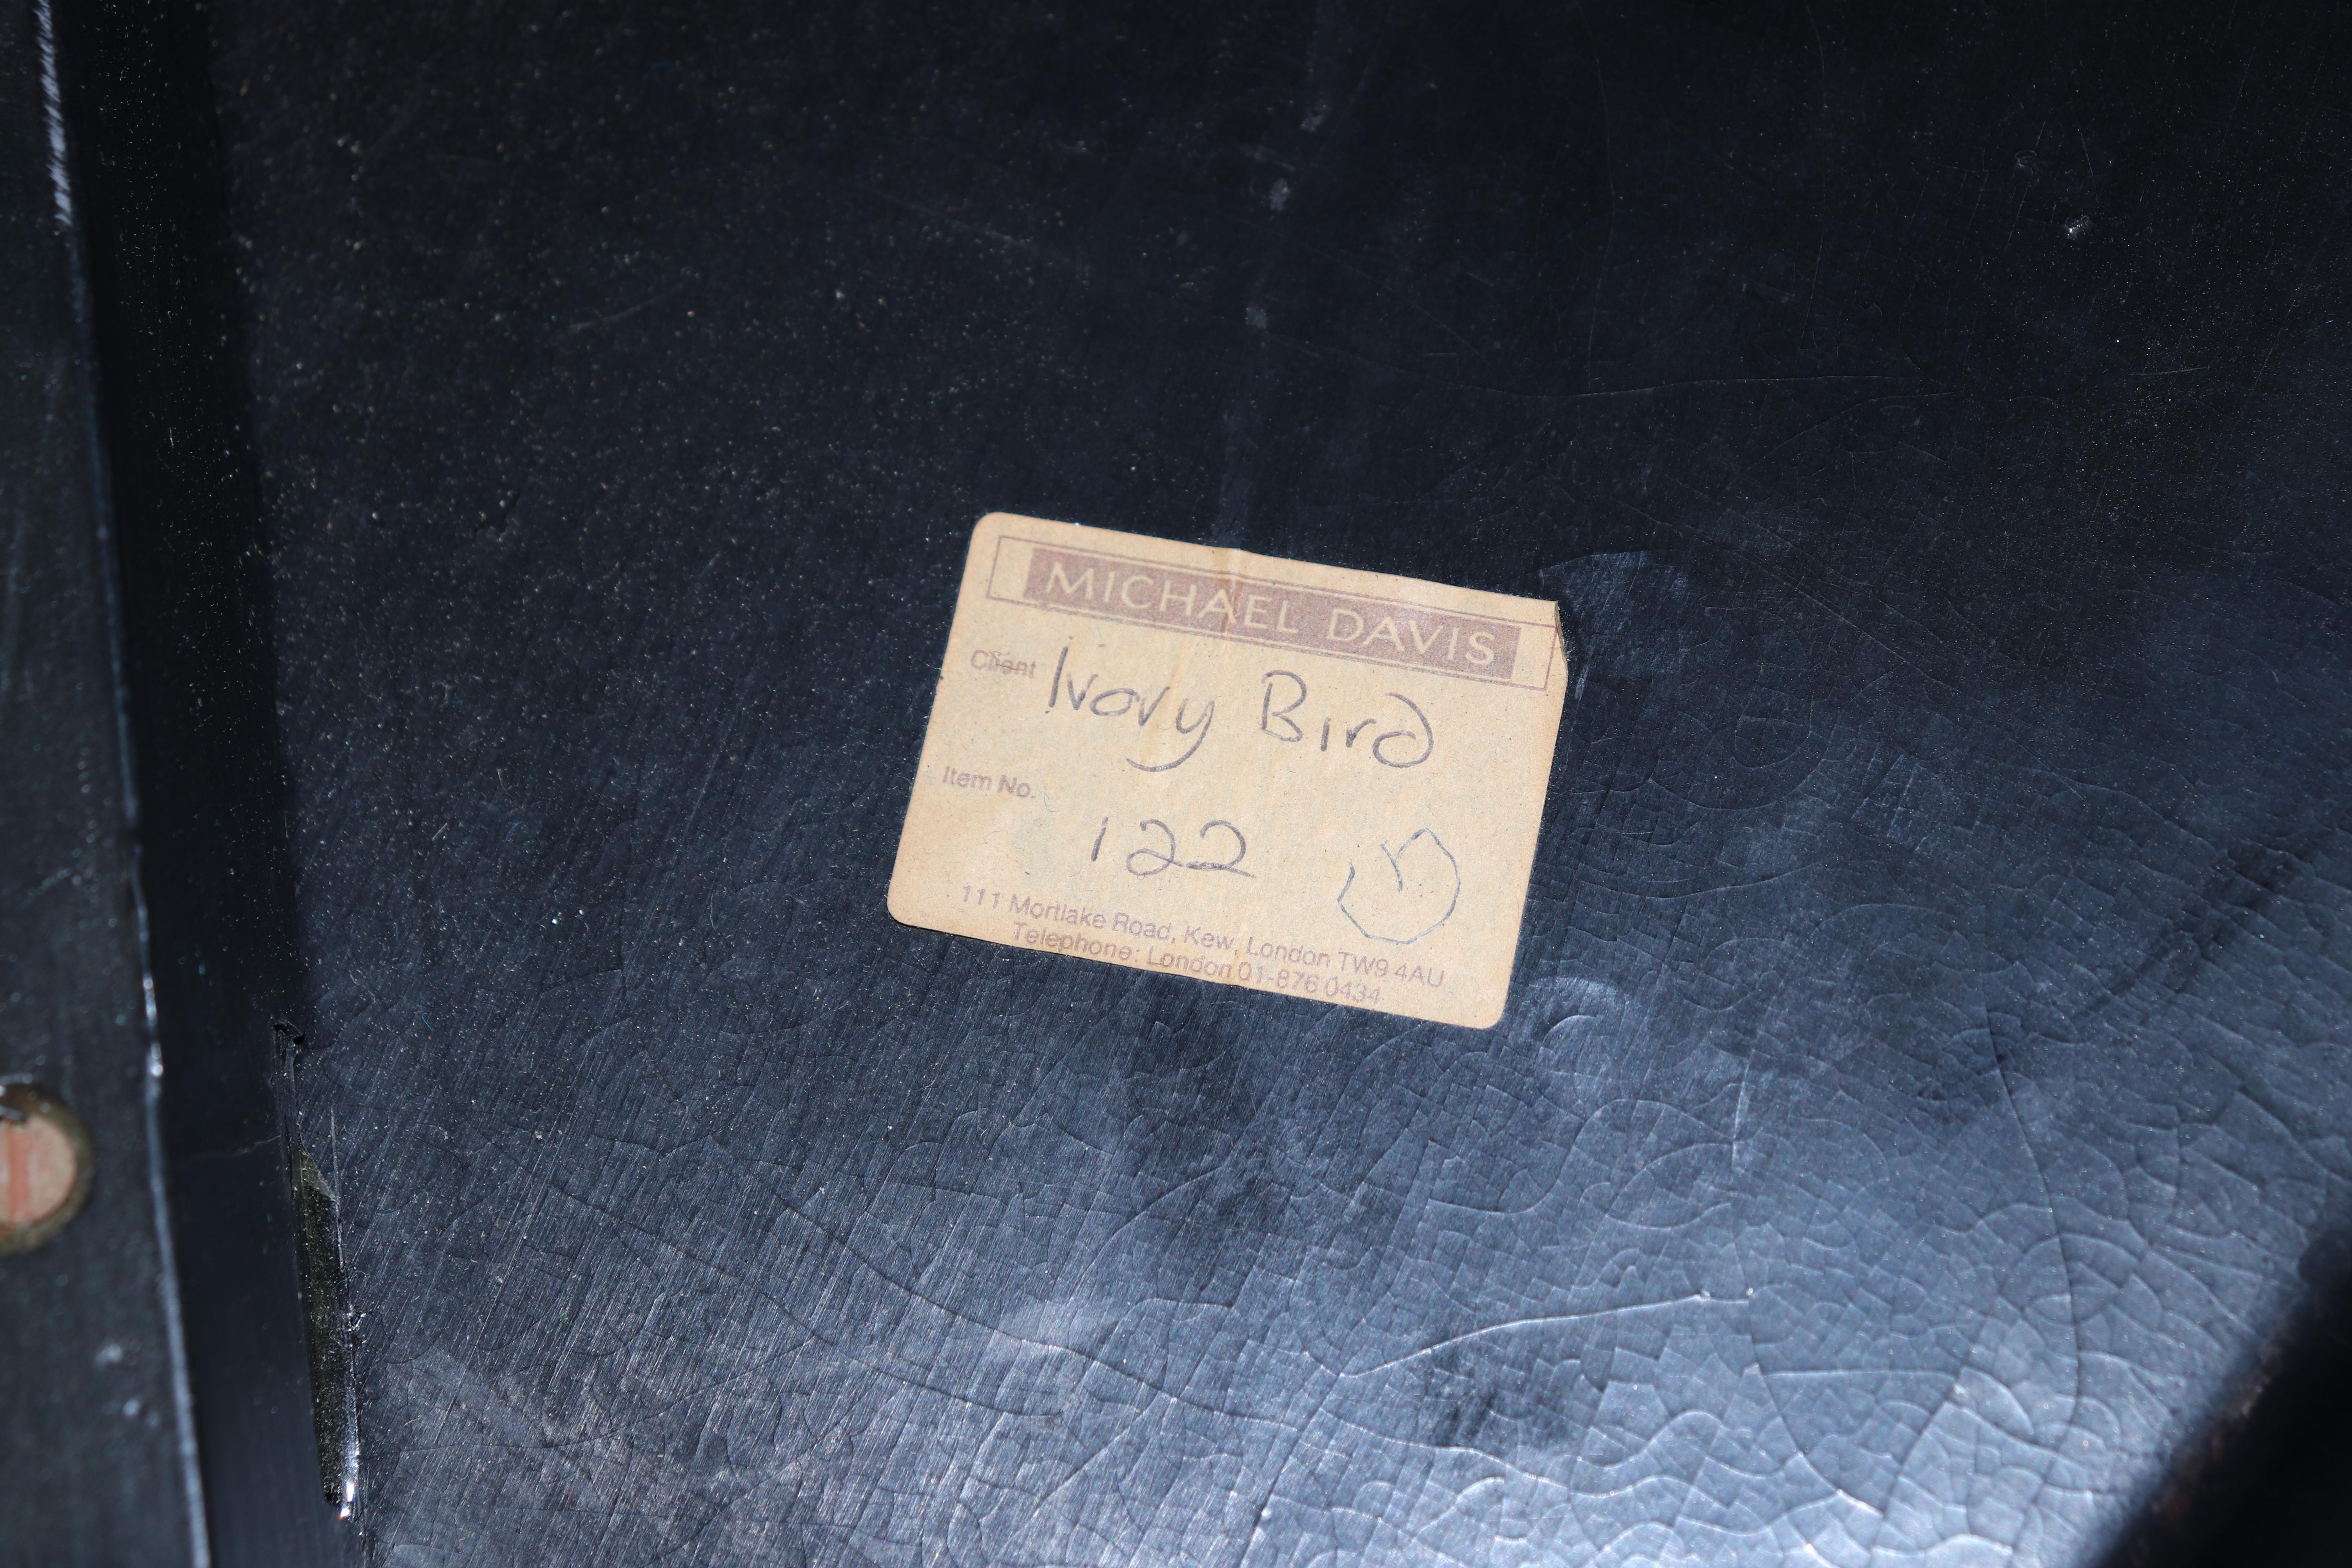 MICHAEL DAVIS
Client Ivory Bird
Item No.
122
111 Mortlake Road, Kew, London TW9 4AU
Telephone: London 01-876 0434